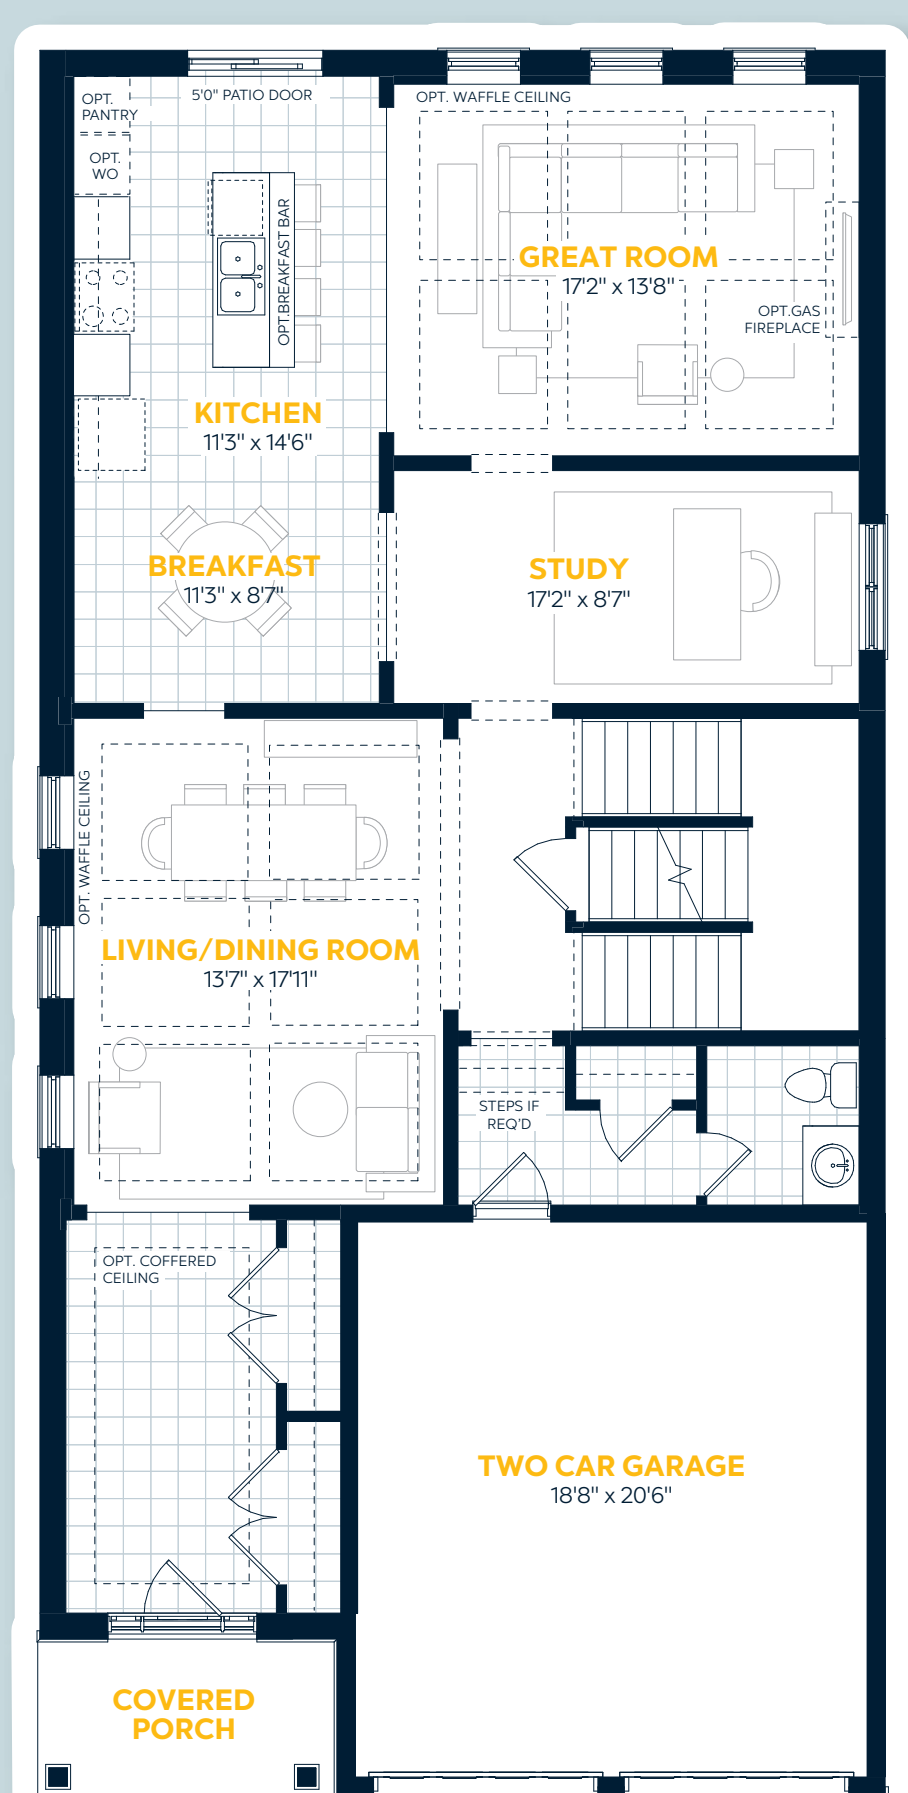 OPT.
PANTRY
5'0" PATIO DOOR
OPT. WAFFLE CEILING
OPT.
WO
OPT.BREAKFAST BAR
GREAT ROOM
17'2" x 13'8"
OPT.GAS
FIREPLACE
KITCHEN
11'3" x 14'6"
BREAKFAST
11'3" x 8'7"
STUDY
17'2" x 8'7"
OPT. WAFFLE CEILING
LIVING/DINING ROOM
13'7" x 17'11"
STEPS IF
REQ'D
OPT. COFFERED
CEILING
TWO CAR GARAGE
18'8" x 20'6"
COVERED
PORCH